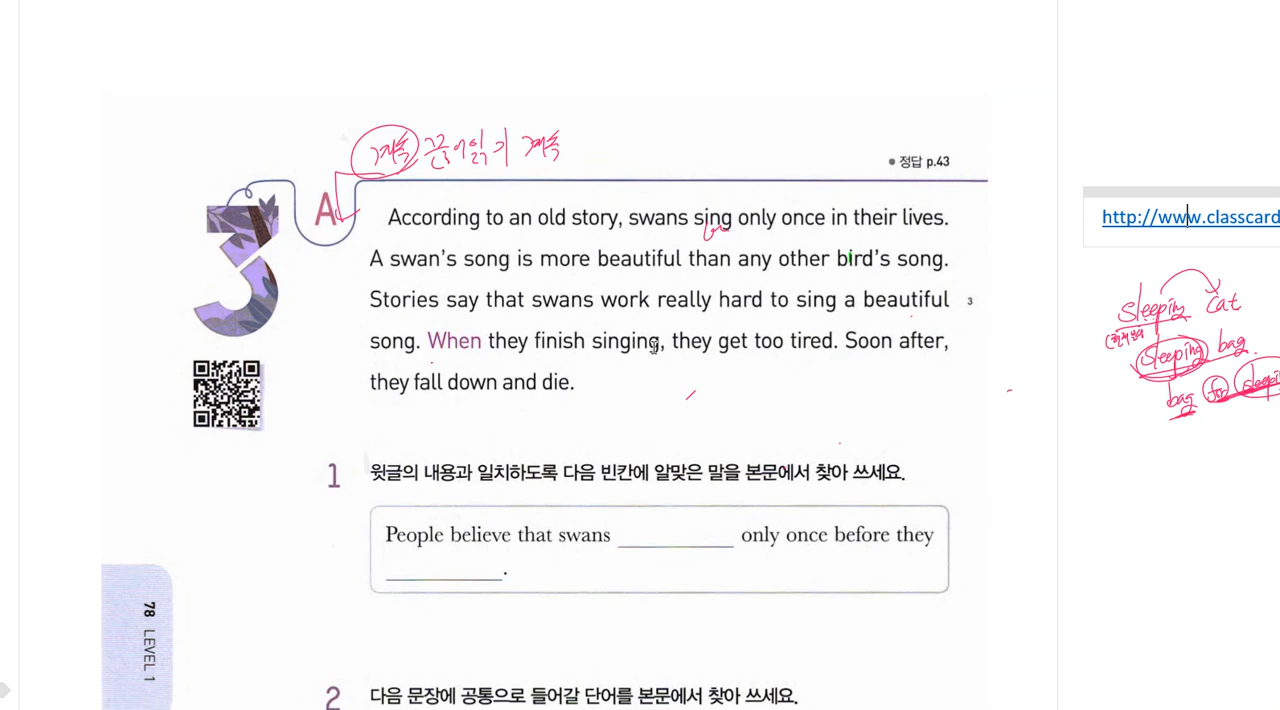 계속 끊어읽기 계속
• 정답 p.43
3 A
According to an old story, swans sing only once in their lives.
A swan's song is more beautiful than any other bird's song.
Stories say that swans work really hard to sing a beautiful 3
song. When they finish singing, they get too tired. Soon after,
they fall down and die.
1 윗글의 내용과 일치하도록 다음 빈칸에 알맞은 말을 본문에서 찾아 쓰세요.
People believe that swans __________ only once before they
__________.
2 다음 문장에 공통으로 들어갈 단어를 본문에서 찾아 쓰세요.
78 LEVEL 1
http://www.classcard
sleeping cat
sleeping bag.
bag for sleepi